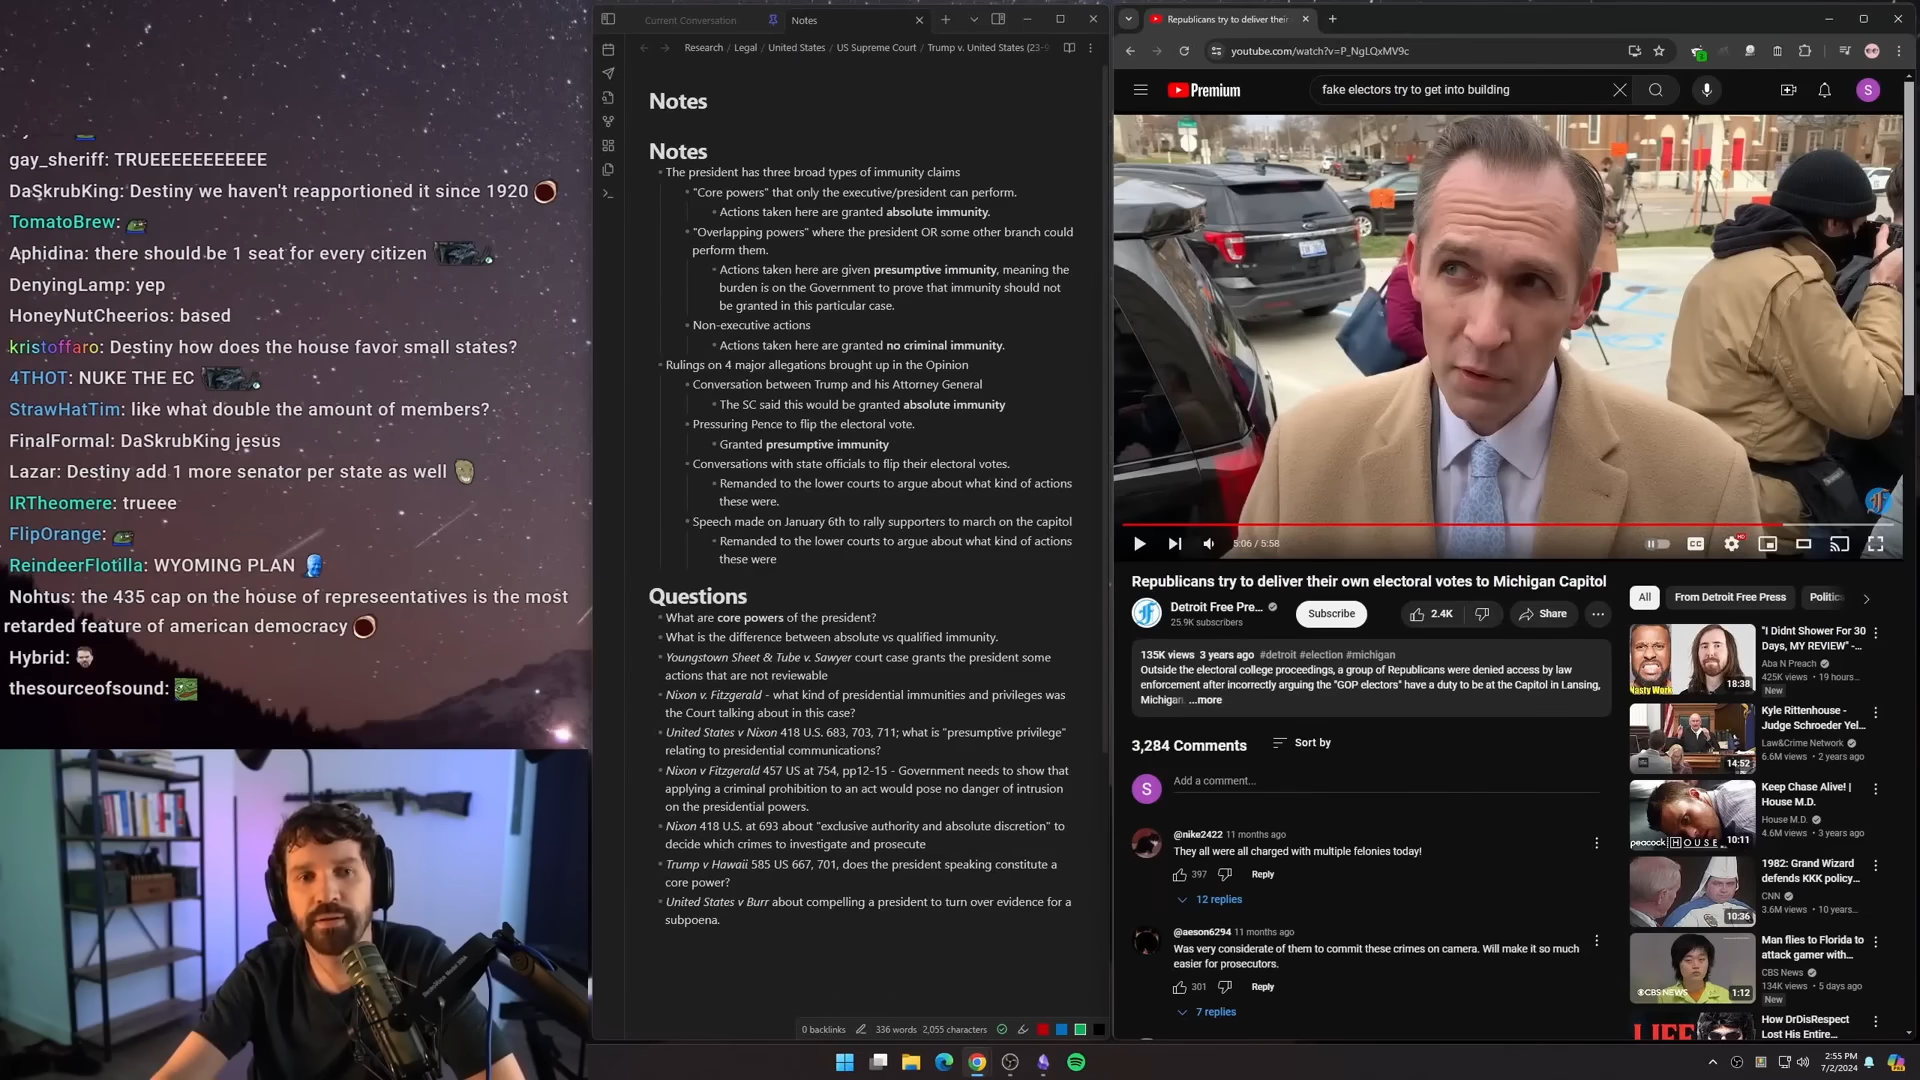 gay_sheriff: TRUEEEEEEEEEEE
DaSkrubKing: Destiny we haven't reapportioned it since 1920
TomatoBrew:
Aphidina: there should be 1 seat for every citizen
DenyingLamp: yep
HoneyNutCheerios: based
kristoffaro: Destiny how does the house favor small states?
4THOT: NUKE THE EC
StrawHatTim: like what double the amount of members?
FinalFormal: DaSkrubKing jesus
Lazar: Destiny add 1 more senator per state as well
IRTheomere: trueee
FlipOrange:
ReindeerFlotilla: WYOMING PLAN
Nohtus: the 435 cap on the house of represeentatives is the most
retarded feature of american democracy
Hybrid:
thesourceofsound:
Current Conversation
Notes
Research / Legal / United States / US Supreme Court / Trump v. United States (23-9
Notes
Notes
The president has three broad types of immunity claims
"Core powers" that only the executive/president can perform.
Actions taken here are granted absolute immunity.
"Overlapping powers" where the president OR some other branch could
perform them.
Actions taken here are given presumptive immunity, meaning the
burden is on the Government to prove that immunity should not
be granted in this particular case.
Non-executive actions
Actions taken here are granted no criminal immunity.
Rulings on 4 major allegations brought up in the Opinion
Conversation between Trump and his Attorney General
The SC said this would be granted absolute immunity
Pressuring Pence to flip the electoral vote.
Granted presumptive immunity
Conversations with state officials to flip their electoral votes.
Remanded to the lower courts to argue about what kind of actions
these were.
Speech made on January 6th to rally supporters to march on the capitol
Remanded to the lower courts to argue about what kind of actions
these were
Questions
What are core powers of the president?
What is the difference between absolute vs qualified immunity.
Youngstown Sheet & Tube v. Sawyer court case grants the president some
actions that are not reviewable
Nixon v. Fitzgerald - what kind of presidential immunities and privileges was
the Court talking about in this case?
United States v Nixon 418 U.S. 683, 703, 711; what is "presumptive privilege"
relating to presidential communications?
Nixon v Fitzgerald 457 US at 754, pp12-15 - Government needs to show that
applying a criminal prohibition to an act would pose no danger of intrusion
on the presidential powers.
Nixon 418 U.S. at 693 about "exclusive authority and absolute discretion" to
decide which crimes to investigate and prosecute
Trump v Hawaii 585 US 667, 701, does the president speaking constitute a
core power?
United States v Burr about compelling a president to turn over evidence for a
subpoena.
0 backlinks 336 words 2,055 characters
Republicans try to deliver their
youtube.com/watch?v=P_NgLQxMV9c
Premium
fake electors try to get into building
S
5:06 / 5:58
CC
HD
Republicans try to deliver their own electoral votes to Michigan Capitol
Detroit Free Pre...
25.9K subscribers
Subscribe
2.4K
Share
135K views 3 years ago #detroit #election #michigan
Outside the electoral college proceedings, a group of Republicans were denied access by law
enforcement after incorrectly arguing the "GOP electors" have a duty to be at the Capitol in Lansing,
Michigan. ...more
3,284 Comments
Sort by
S
Add a comment...
@nike2422 11 months ago
They all were all charged with multiple felonies today!
397
Reply
12 replies
@aeson6294 11 months ago
Was very considerate of them to commit these crimes on camera. Will make it so much
easier for prosecutors.
301
Reply
7 replies
All
From Detroit Free Press
Politics
"I Didnt Shower For 30
Days, MY REVIEW" -...
Aba N Preach
425K views • 19 hours...
New
Nasty Work
18:38
Kyle Rittenhouse -
Judge Schroeder Yel...
Law&Crime Network
6.6M views • 2 years ago
14:52
Keep Chase Alive! |
House M.D.
House M.D.
4.6M views • 3 years ago
peacock HOUSE
10:11
1982: Grand Wizard
defends KKK policy...
CNN
3.6M views • 10 years...
10:36
Man flies to Florida to
attack gamer with...
CBS News
134K views • 5 days ago
New
CBS NEWS
1:12
How DrDisRespect
Lost His Entire...
LIFE
2:55 PM
7/2/2024